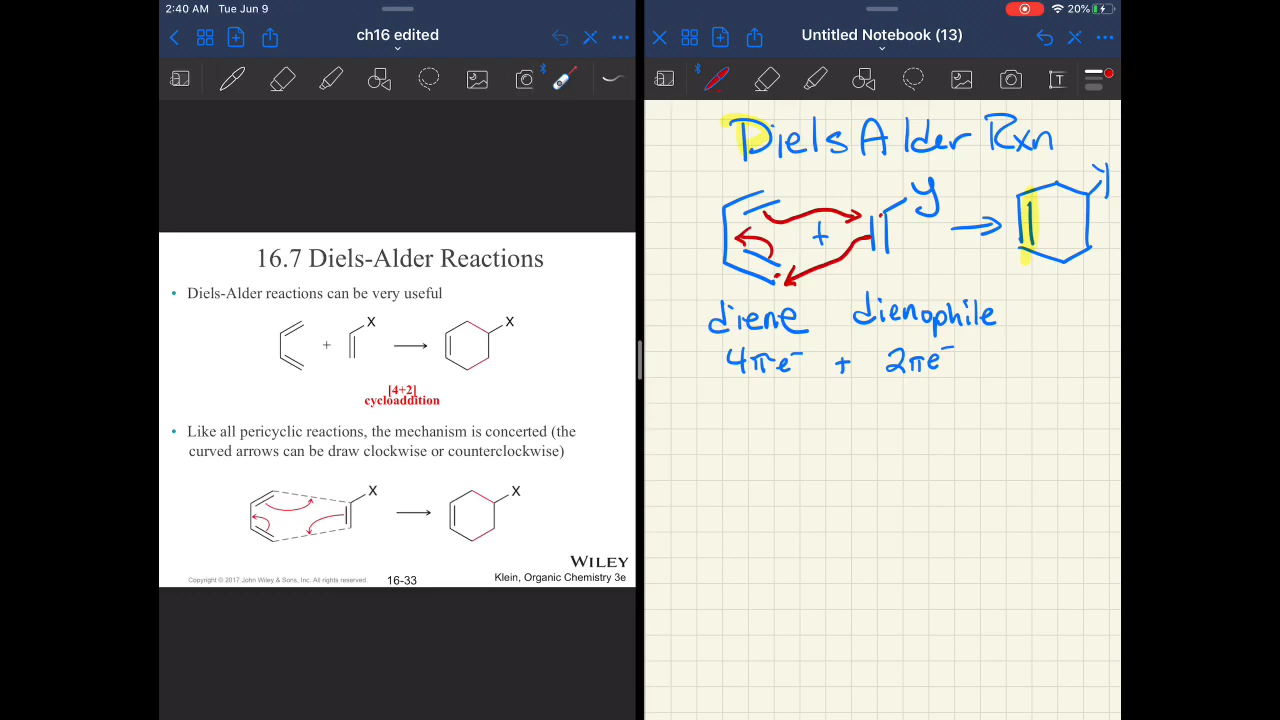 2:40 AM Tue Jun 9
20%
ch16 edited
Untitled Notebook (13)
T
16.7 Diels-Alder Reactions
• Diels-Alder reactions can be very useful
X
X
+
[4+2]
cycloaddition
• Like all pericyclic reactions, the mechanism is concerted (the
curved arrows can be draw clockwise or counterclockwise)
X
X
WILEY
Copyright © 2017 John Wiley & Sons, Inc. All rights reserved.
16-33
Klein, Organic Chemistry 3e
Diels Alder Rxn
y
y
+
diene dienophile
4πe⁻ + 2πe⁻